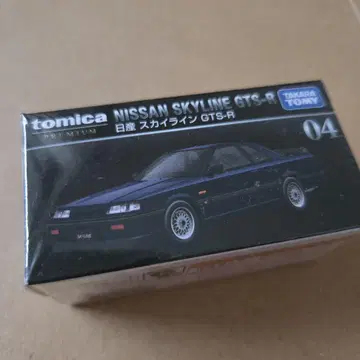 tomica
PREMIUM
NISSAN SKYLINE GTS-R
日産 スカイライン GTS-R
TAKARA
TOMY
04